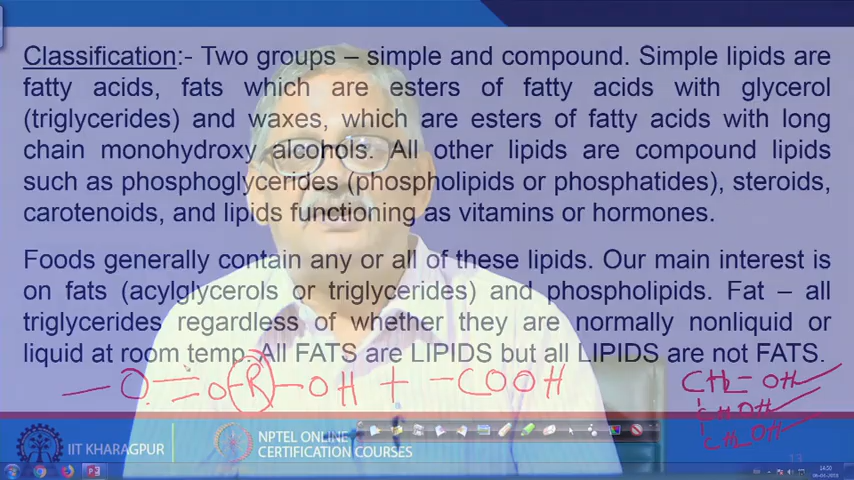 Classification:- Two groups – simple and compound. Simple lipids are
fatty acids, fats which are esters of fatty acids with glycerol
(triglycerides) and waxes, which are esters of fatty acids with long
chain monohydroxy alcohols. All other lipids are compound lipids
such as phosphoglycerides (phospholipids or phosphatides), steroids,
carotenoids, and lipids functioning as vitamins or hormones.
Foods generally contain any or all of these lipids. Our main interest is
on fats (acylglycerols or triglycerides) and phospholipids. Fat – all
triglycerides regardless of whether they are normally nonliquid or
liquid at room temp. All FATS are LIPIDS but all LIPIDS are not FATS.
R-OH + -COOH
CH2-OH
CHOH
CH2OH
IIT KHARAGPUR
NPTEL ONLINE
CERTIFICATION COURSES
13
14:50